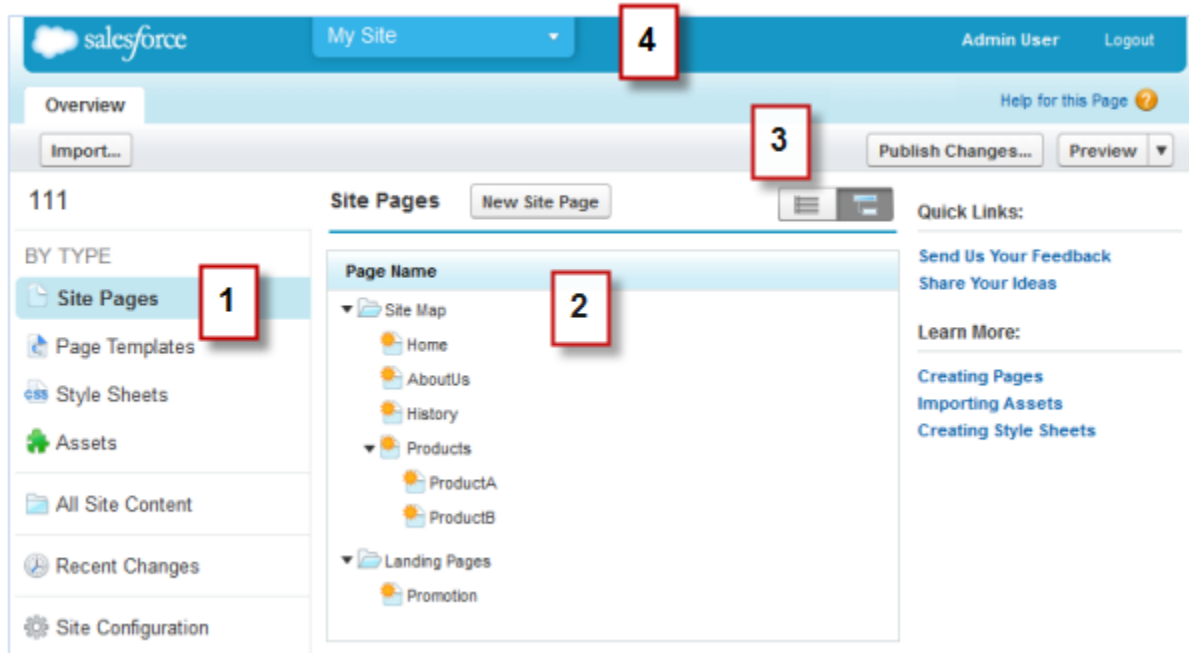 salesforce
My Site
4
Admin User
Logout
Overview
Help for this Page ?
Import...
3
Publish Changes...
Preview
111
Site Pages
New Site Page
Quick Links:
BY TYPE
Send Us Your Feedback
Share Your Ideas
Site Pages
1
Page Name
2
Site Map
Page Templates
Home
Learn More:
AboutUs
Creating Pages
css
Style Sheets
History
Importing Assets
Creating Style Sheets
Assets
Products
ProductA
All Site Content
ProductB
Recent Changes
Landing Pages
Promotion
Site Configuration